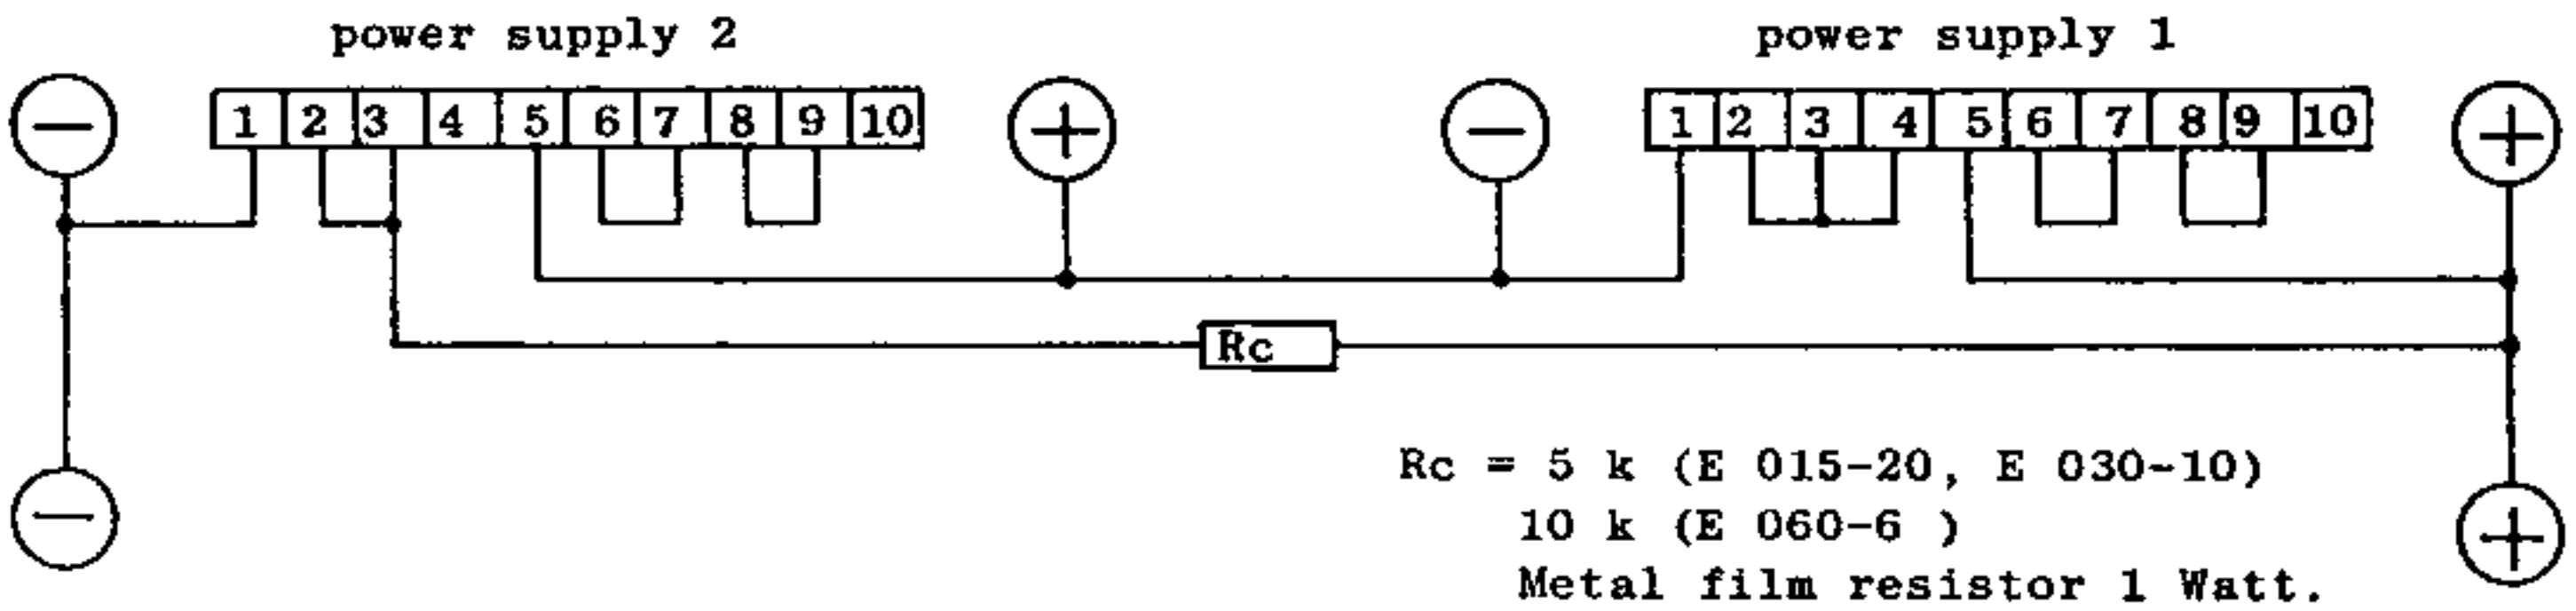 power supply 2
power supply 1
1 2 3 4 5 6 7 8 9 10
1 2 3 4 5 6 7 8 9 10
Rc
Rc = 5 k (E 015-20, E 030-10)
10 k (E 060-6 )
Metal film resistor 1 Watt.